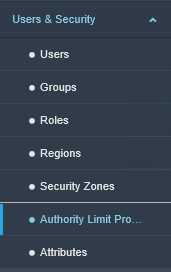 Users & Security
Users
Groups
Roles
Regions
Security Zones
Authority Limit Pro...
Attributes